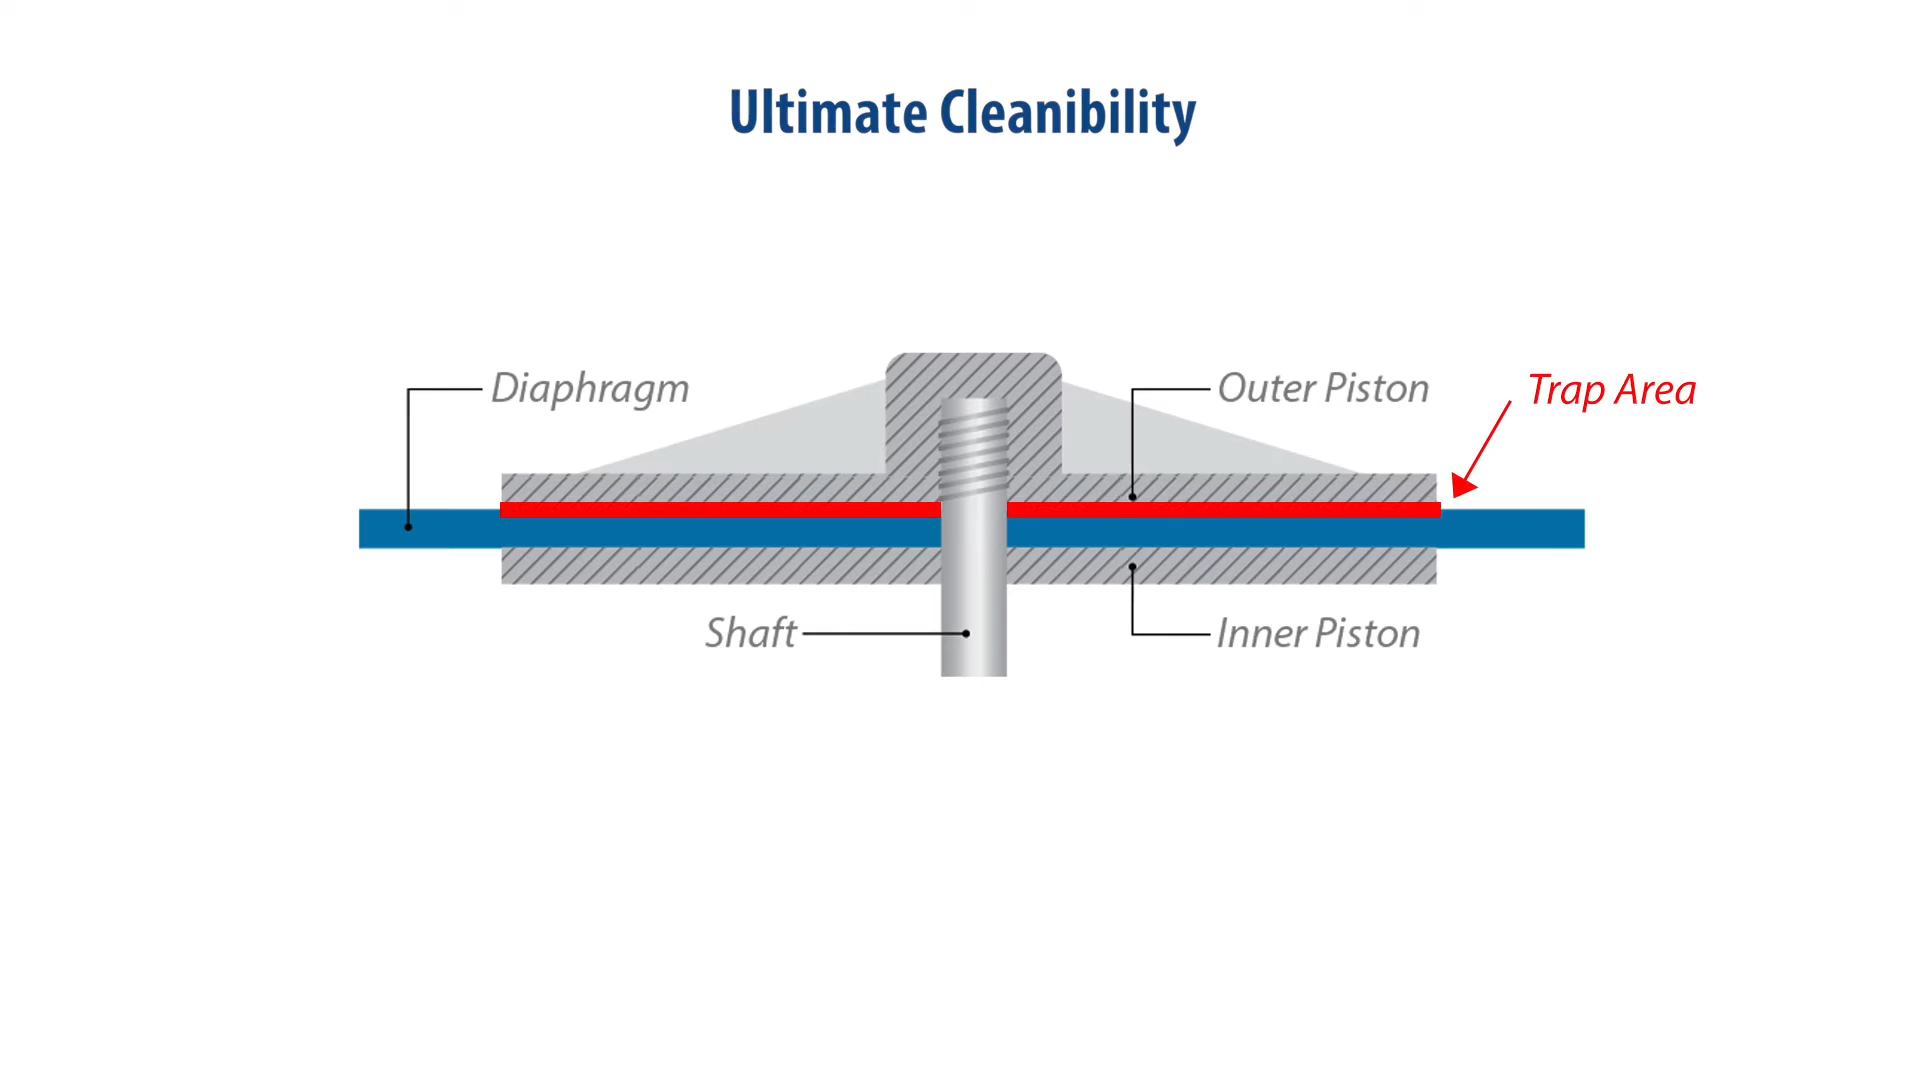 Ultimate Cleanibility
Diaphragm
Outer Piston
Trap Area
Shaft
Inner Piston